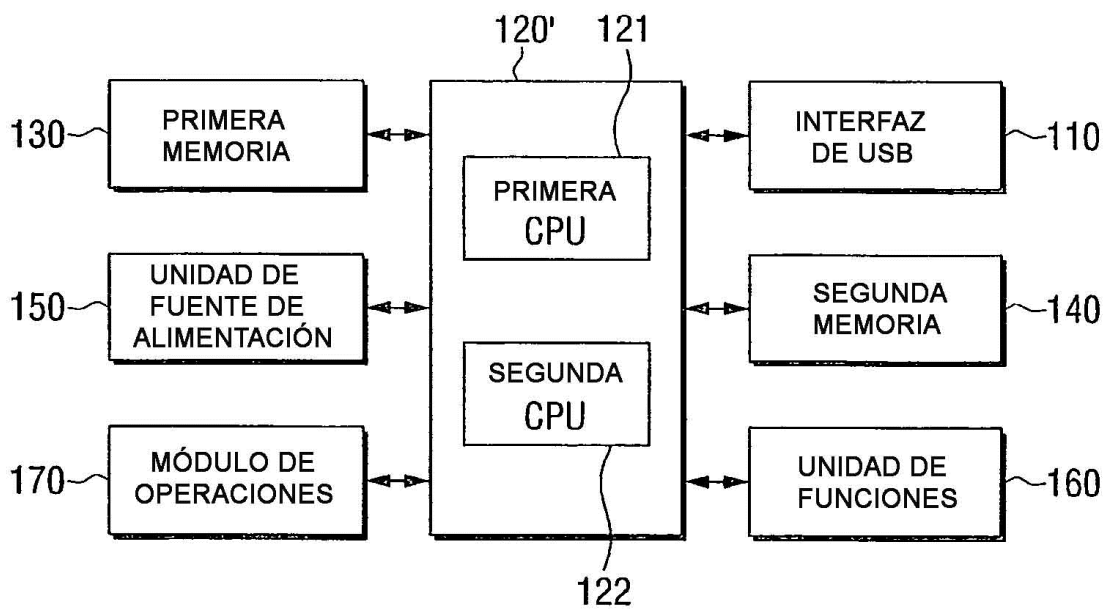 120'
121
130
PRIMERA
MEMORIA
PRIMERA
CPU
INTERFAZ
DE USB
110
150
UNIDAD DE
FUENTE DE
ALIMENTACIÓN
SEGUNDA
CPU
SEGUNDA
MEMORIA
140
170
MÓDULO DE
OPERACIONES
122
UNIDAD DE
FUNCIONES
160